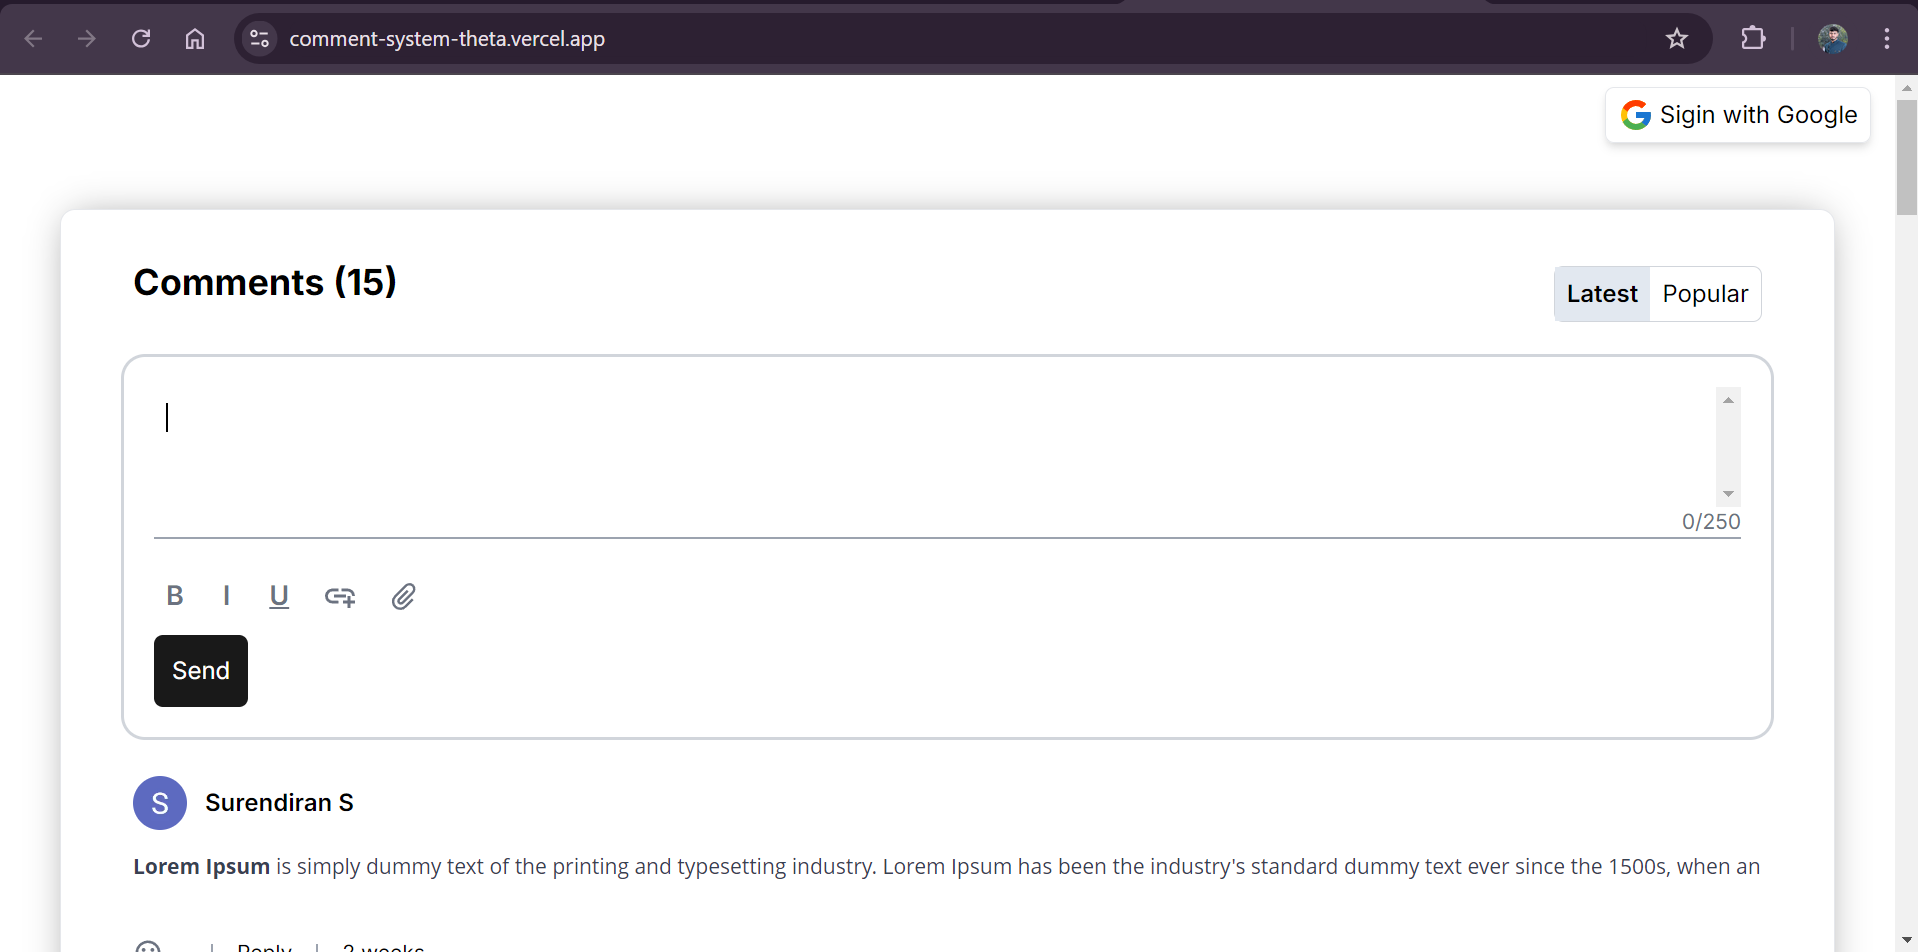 comment-system-theta.vercel.app
Sigin with Google
Comments (15)
Latest Popular
0/250
B I U
Send
S Surendiran S
Lorem Ipsum is simply dummy text of the printing and typesetting industry. Lorem Ipsum has been the industry's standard dummy text ever since the 1500s, when an
Reply | 2 weeks